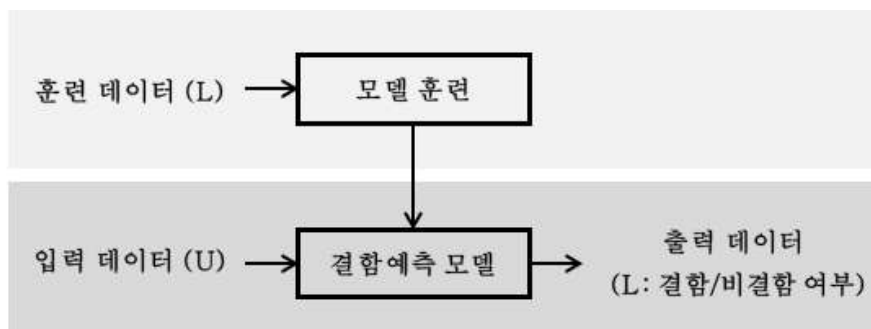 훈련 데이터 (L)
모델 훈련
입력 데이터 (U)
결함예측 모델
출력 데이터
(L: 결함/비결함 여부)